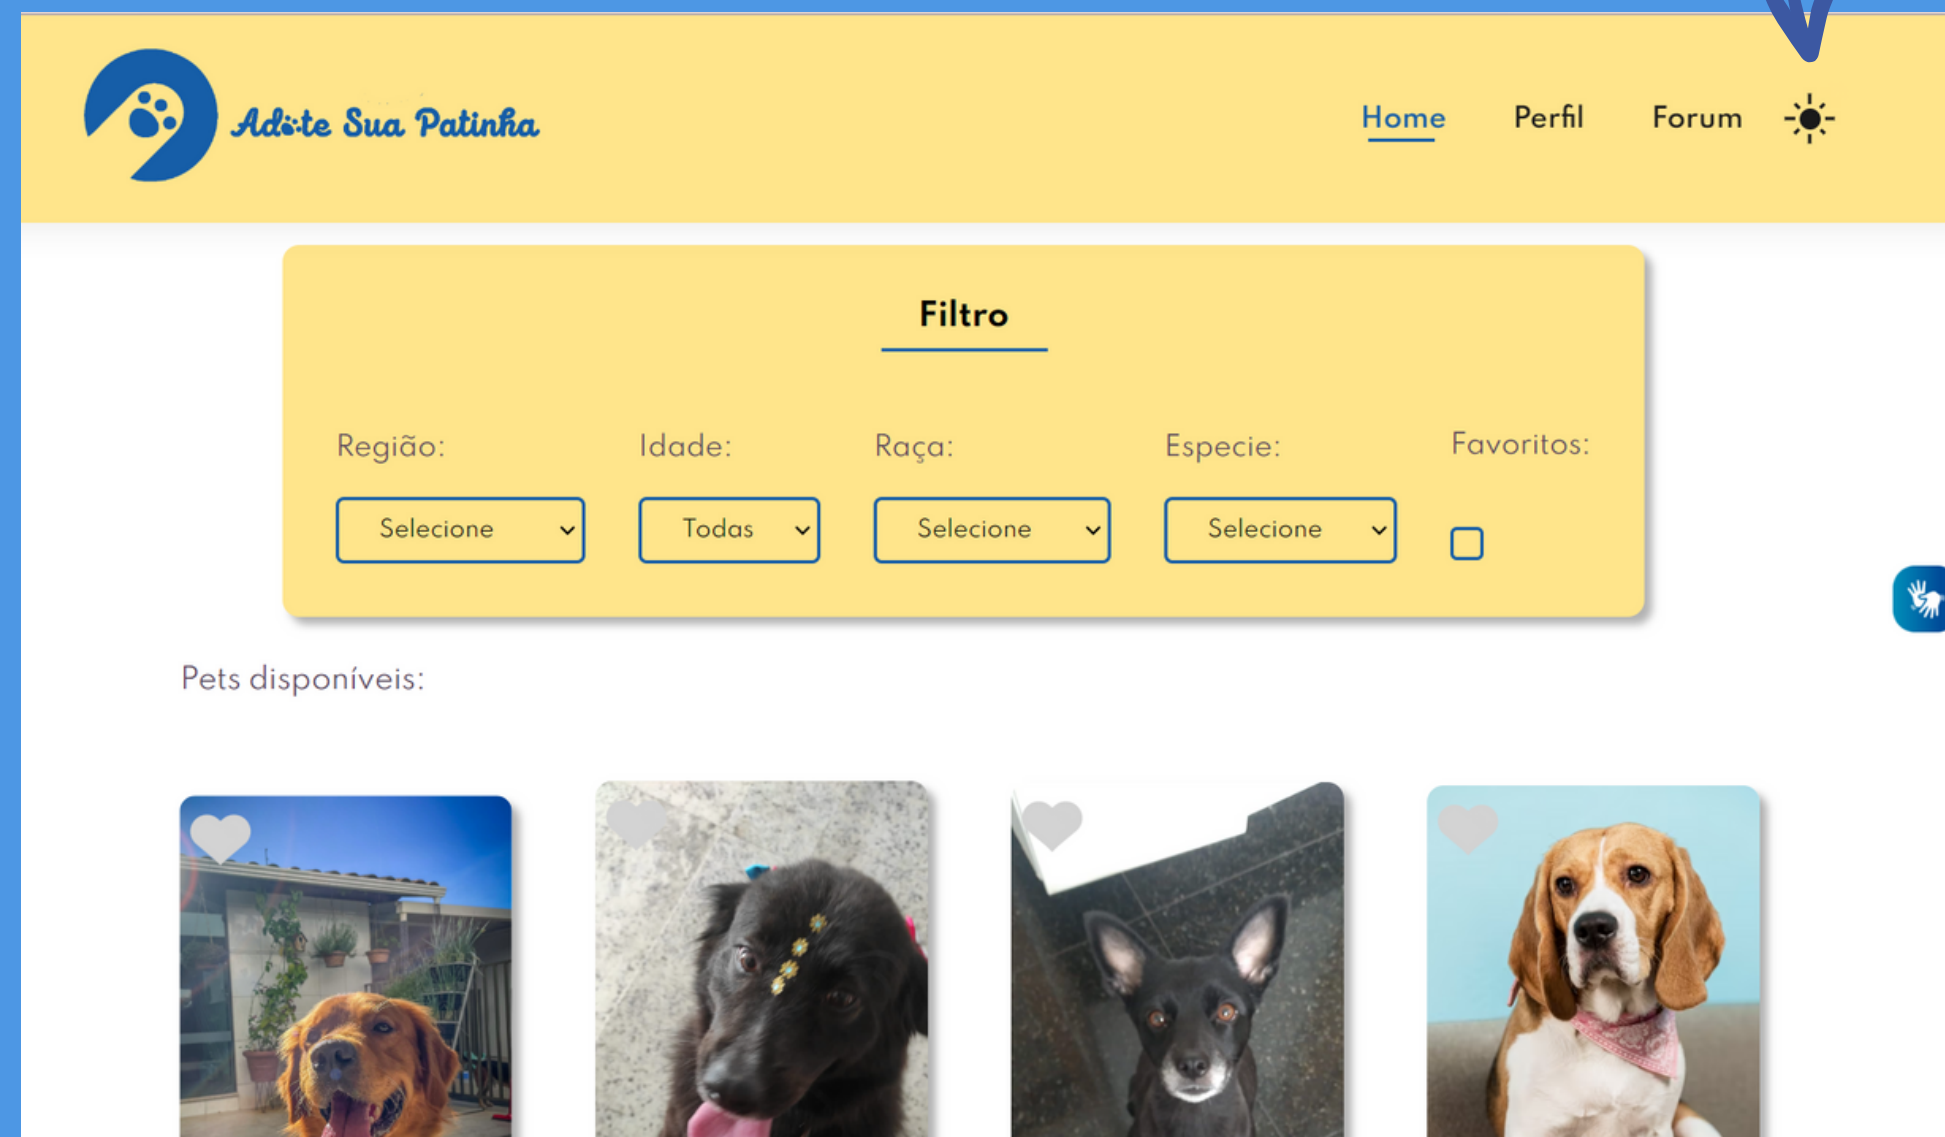 Adote Sua Patinha
Home Perfil Forum
Filtro
Região: Idade: Raça: Especie: Favoritos:
Selecione Todas Selecione Selecione
Pets disponíveis: